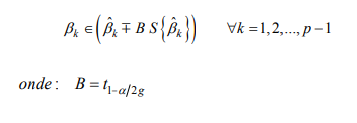 β_k ∈ (β̂_k ∓ B S{β̂_k}) ∀k = 1,2,..., p − 1
onde : B = t_{1−α/2g}